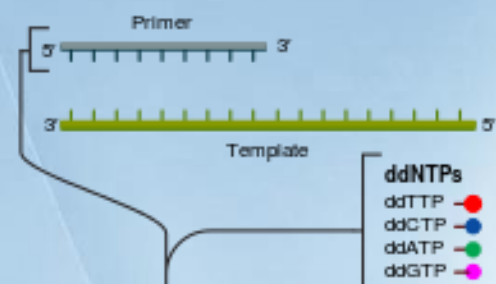 Primer
5' 3'
3' 5'
Template
ddNTPs
ddTTP
ddCTP
ddATP
ddGTP